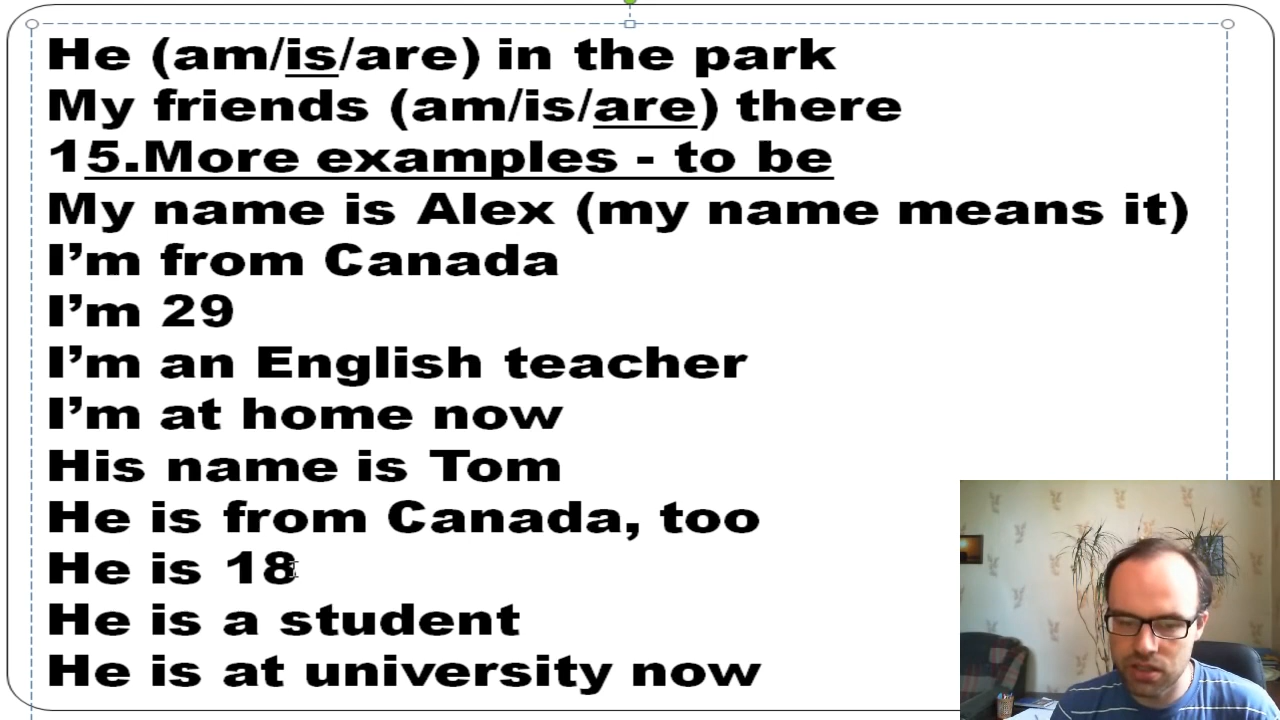 He (am/is/are) in the park
My friends (am/is/are) there
15.More examples - to be
My name is Alex (my name means it)
I’m from Canada
I’m 29
I’m an English teacher
I’m at home now
His name is Tom
He is from Canada, too
He is 18
He is a student
He is at university now